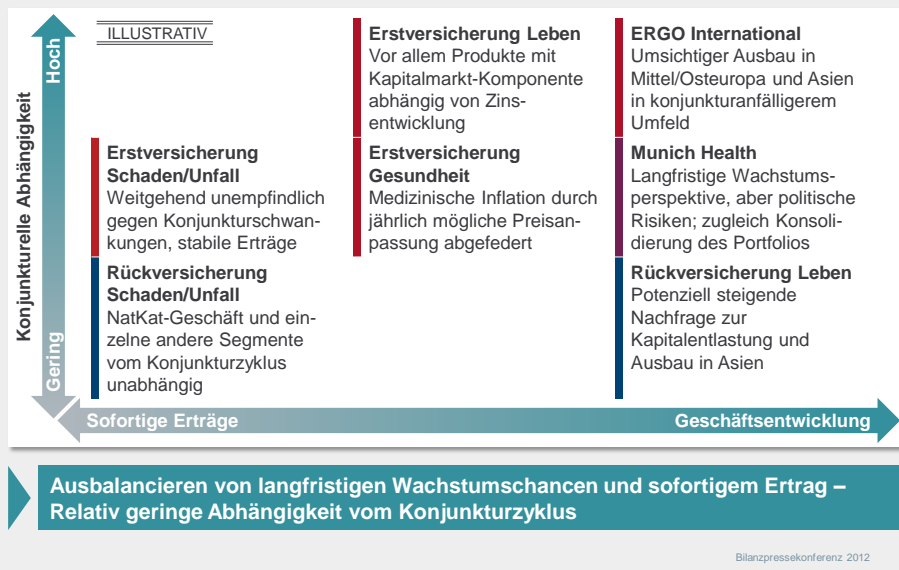 ILLUSTRATIV
Konjunkturelle Abhängigkeit
Hoch
Gering
Erstversicherung Leben
Vor allem Produkte mit
Kapitalmarkt-Komponente
abhängig von Zins-
entwicklung
ERGO International
Umsichtiger Ausbau in
Mittel/Osteuropa und Asien
in konjunkturanfälligerem
Umfeld
Erstversicherung
Schaden/Unfall
Weitgehend unempfindlich
gegen Konjunkturschwan-
kungen, stabile Erträge
Erstversicherung
Gesundheit
Medizinische Inflation durch
jährlich mögliche Preisan-
passung abgefedert
Munich Health
Langfristige Wachstums-
perspektive, aber politische
Risiken; zugleich Konsoli-
dierung des Portfolios
Rückversicherung
Schaden/Unfall
NatKat-Geschäft und ein-
zelne andere Segmente
vom Konjunkturzyklus
unabhängig
Rückversicherung Leben
Potenziell steigende
Nachfrage zur
Kapitalentlastung und
Ausbau in Asien
Sofortige Erträge
Geschäftsentwicklung
Ausbalancieren von langfristigen Wachstumschancen und sofortigem Ertrag –
Relativ geringe Abhängigkeit vom Konjunkturzyklus
Bilanzpressekonferenz 2012